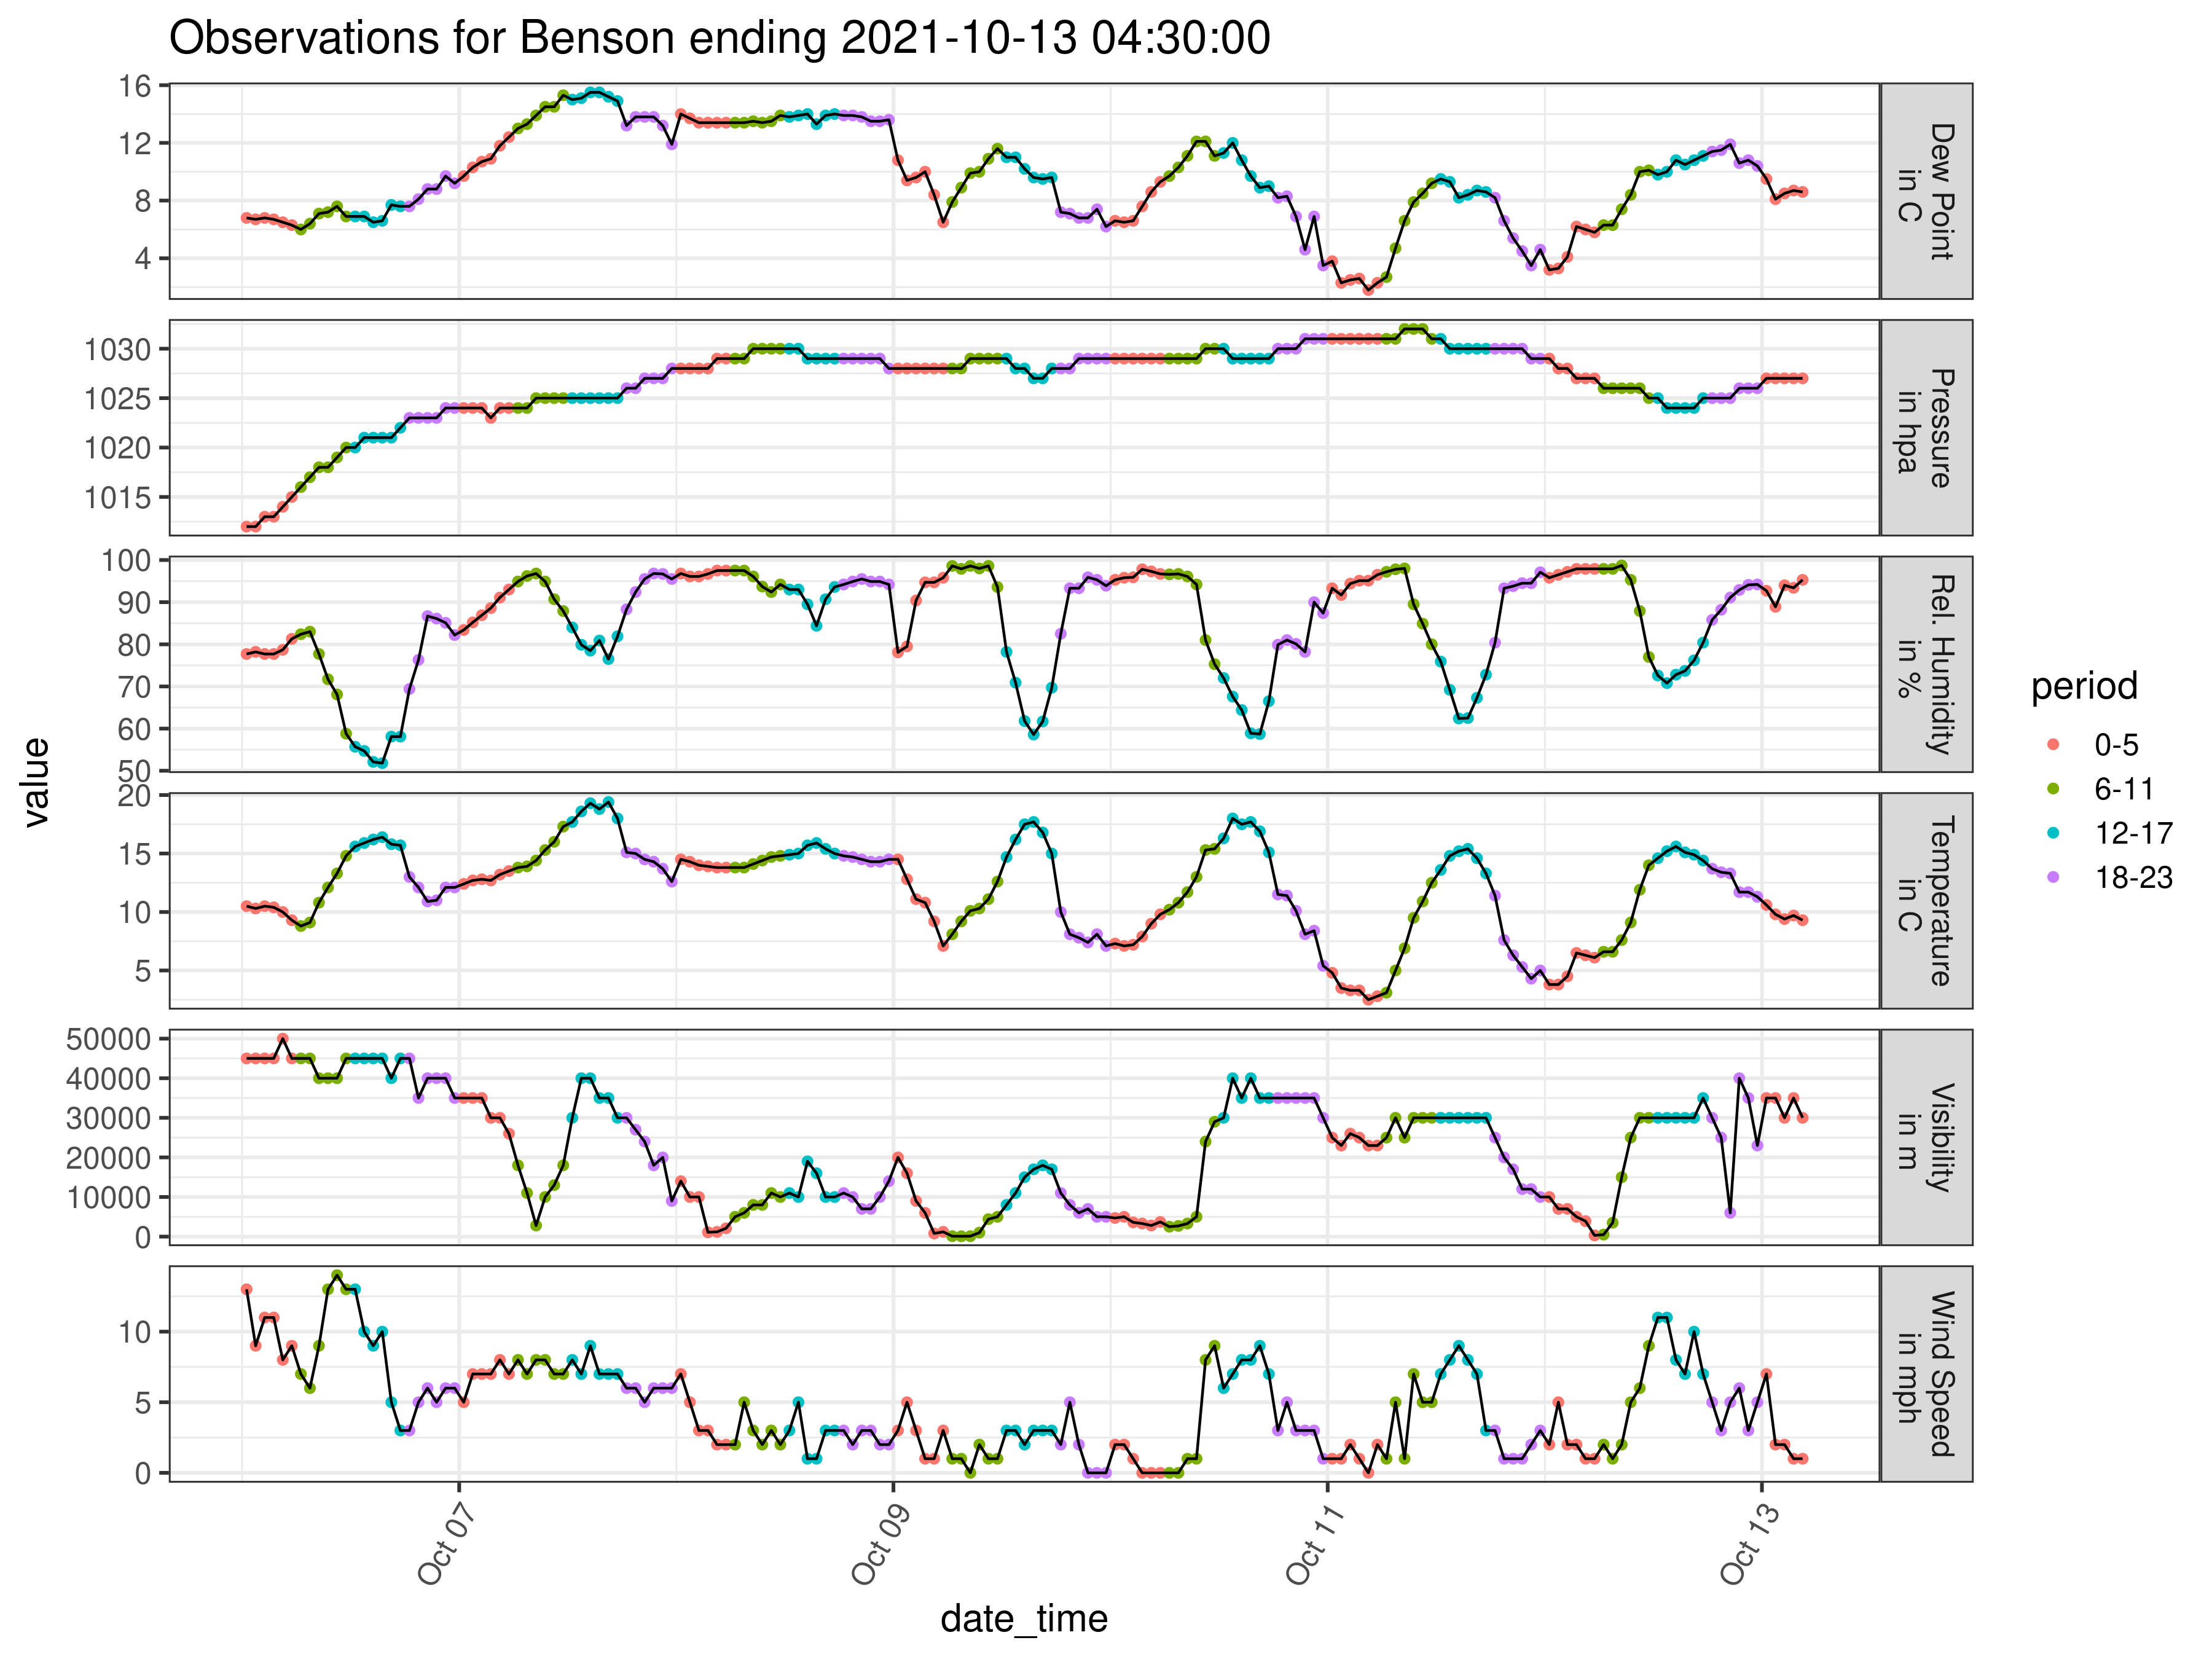 Observations for Benson ending 2021-10-13 04:30:00
value
16
12
8
4
Dew Point
in C
1030
1025
1020
1015
Pressure
in hpa
100
90
80
70
60
50
Rel. Humidity
in %
20
15
10
5
Temperature
in C
50000
40000
30000
20000
10000
0
Visibility
in m
10
5
0
Wind Speed
in mph
Oct 07
Oct 09
Oct 11
Oct 13
date_time
period
0-5
6-11
12-17
18-23